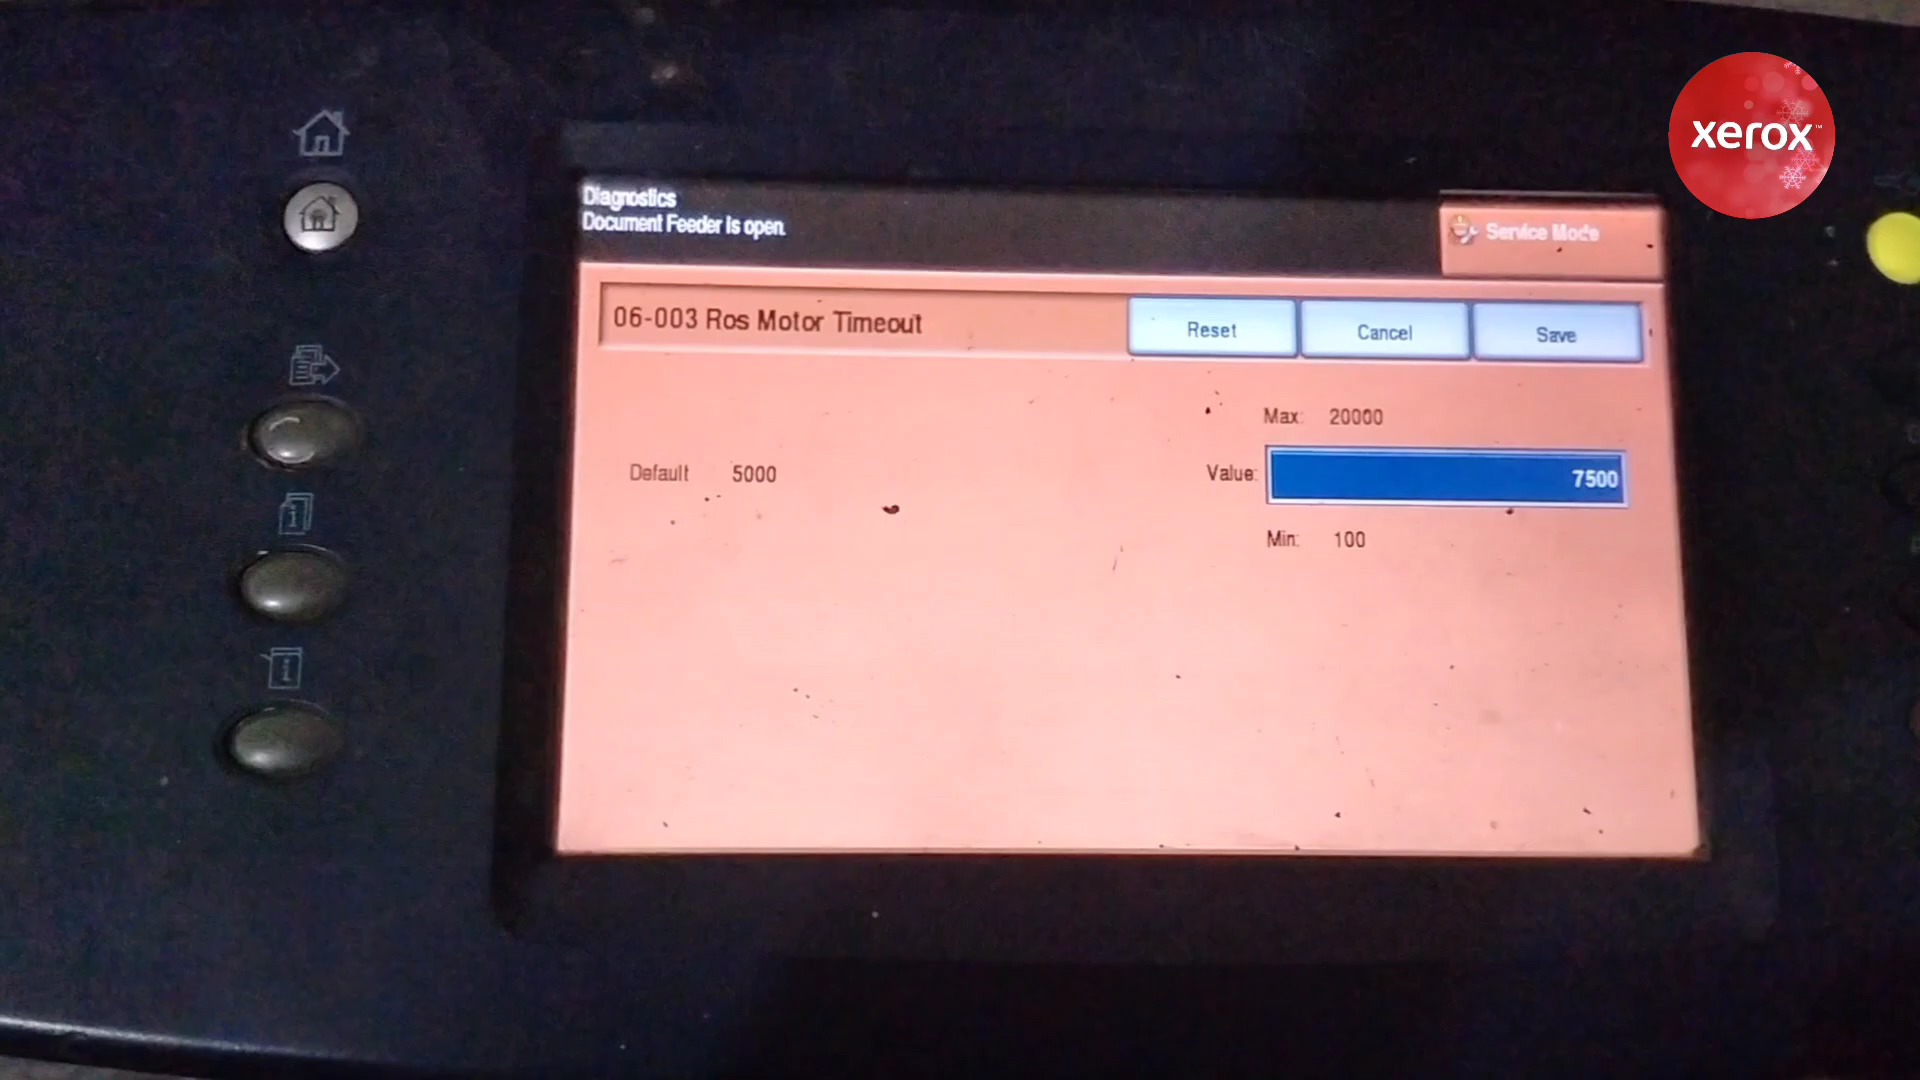 xerox™
Diagnostics
Document Feeder is open.
Service Mode
06-003 Ros Motor Timeout
Reset
Cancel
Save
Max: 20000
Default 5000
Value: 7500
Min: 100